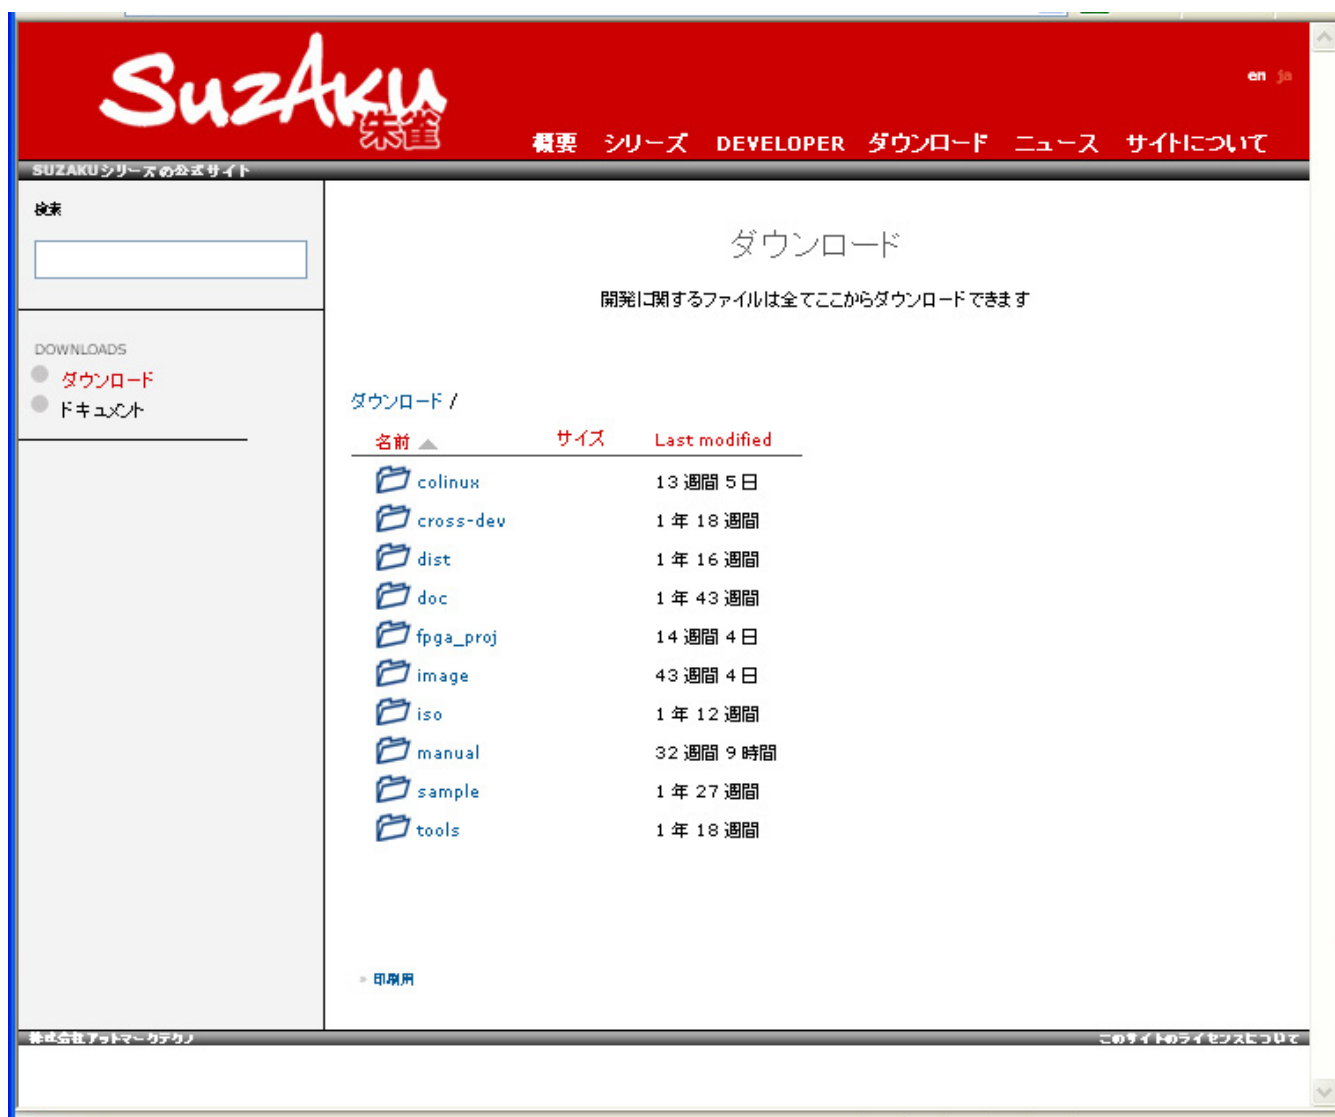 SuzAku
朱雀
en ja
概要 シリーズ DEVELOPER ダウンロード ニュース サイトについて
SUZAKUシリーズの公式サイト
検索
DOWNLOADS
ダウンロード
ドキュメント
ダウンロード
開発に関するファイルは全てここからダウンロードできます
ダウンロード /
名前 サイズ Last modified
colinux 13 週間 5 日
cross-dev 1 年 18 週間
dist 1 年 16 週間
doc 1 年 43 週間
fpga_proj 14 週間 4 日
image 43 週間 4 日
iso 1 年 12 週間
manual 32 週間 9 時間
sample 1 年 27 週間
tools 1 年 18 週間
» 印刷用
株式会社アットマークテクノ このサイトのライセンスについて